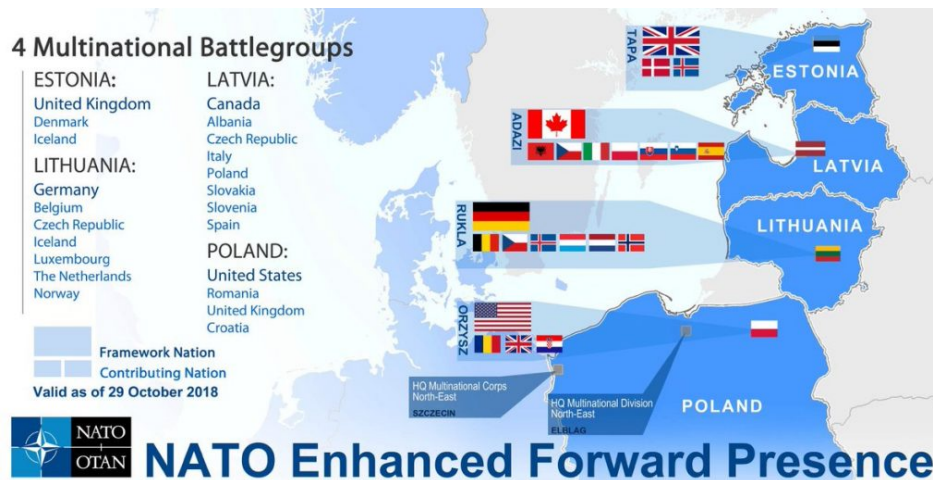 4 Multinational Battlegroups
ESTONIA:
United Kingdom
Denmark
Iceland
LITHUANIA:
Germany
Belgium
Czech Republic
Iceland
Luxembourg
The Netherlands
Norway
LATVIA:
Canada
Albania
Czech Republic
Italy
Poland
Slovakia
Slovenia
Spain
POLAND:
United States
Romania
United Kingdom
Croatia
Framework Nation
Contributing Nation
Valid as of 29 October 2018
TAPA
ESTONIA
ADAZI
LATVIA
RUKLA
LITHUANIA
ORZYSZ
HQ Multinational Corps
North-East
SZCZECIN
HQ Multinational Division
North-East
ELBLAG
POLAND
NATO
OTAN
NATO Enhanced Forward Presence